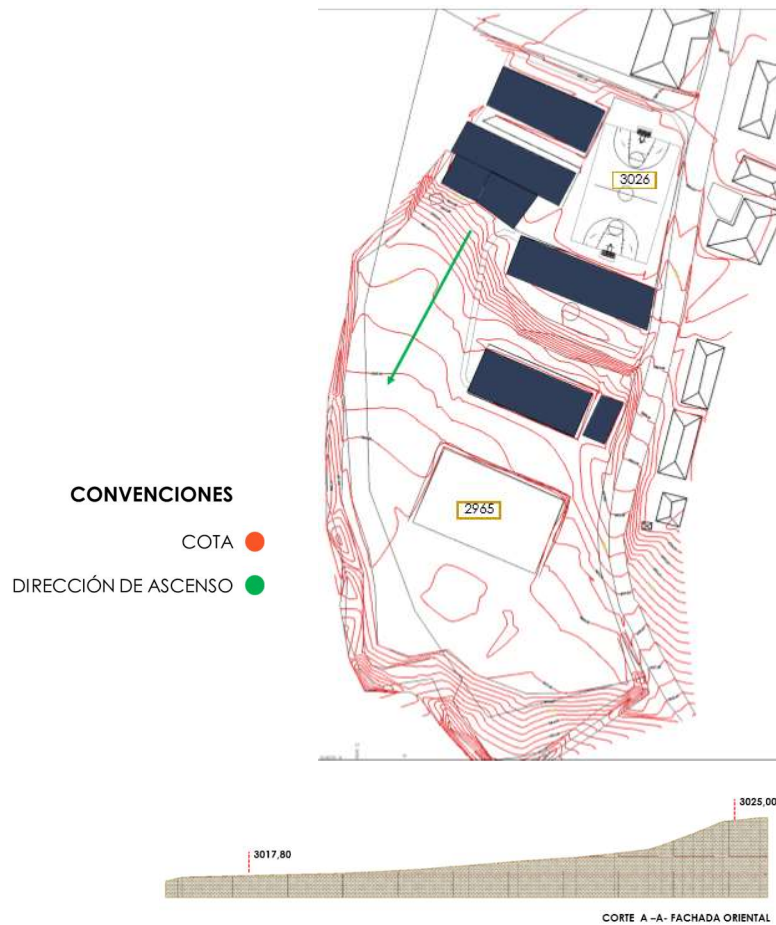 3026
CONVENCIONES
2965
COTA
DIRECCIÓN DE ASCENSO
3025,00
3017,80
CORTE A –A- FACHADA ORIENTAL